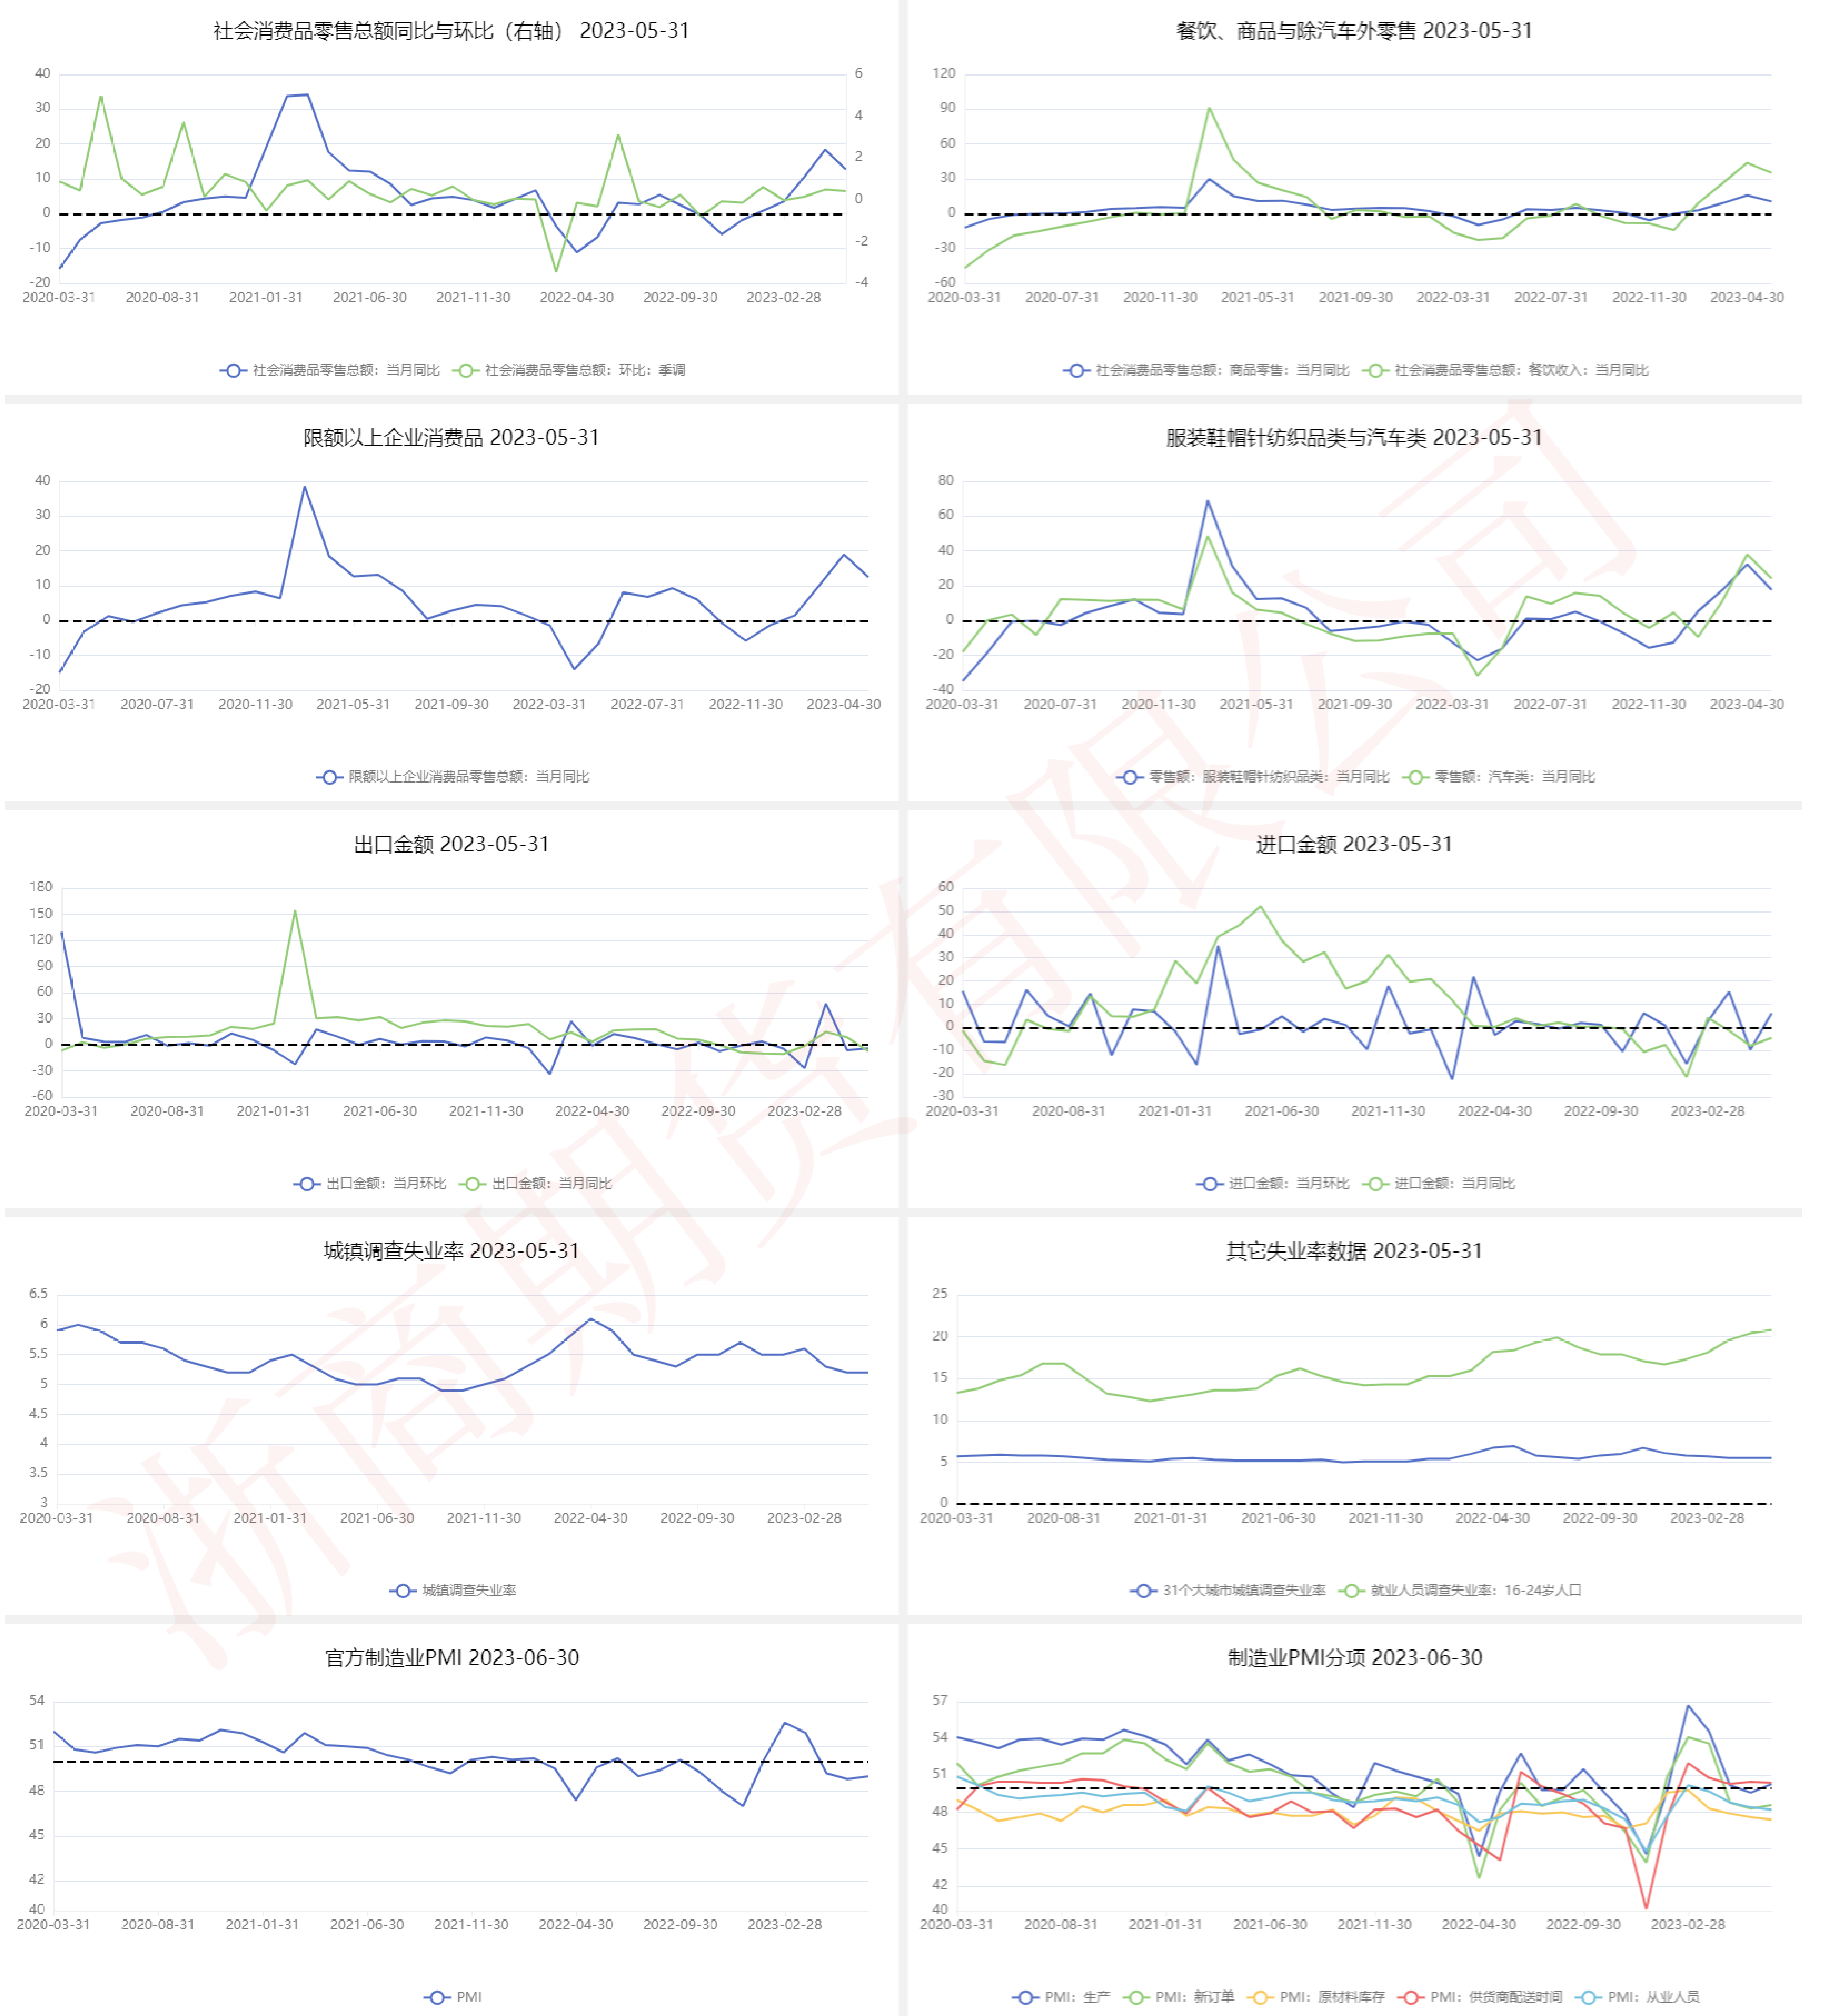 社会消费品零售总额同比与环比（右轴） 2023-05-31
40
30
20
10
0
-10
-20
6
4
2
0
-2
-4
2020-03-31 2020-08-31 2021-01-31 2021-06-30 2021-11-30 2022-04-30 2022-09-30 2023-02-28
社会消费品零售总额：当月同比 社会消费品零售总额：环比：季调
餐饮、商品与除汽车外零售 2023-05-31
120
90
60
30
0
-30
-60
2020-03-31 2020-07-31 2020-11-30 2021-05-31 2021-09-30 2022-03-31 2022-07-31 2022-11-30 2023-04-30
社会消费品零售总额：商品零售：当月同比 社会消费品零售总额：餐饮收入：当月同比
限额以上企业消费品 2023-05-31
40
30
20
10
0
-10
-20
2020-03-31 2020-07-31 2020-11-30 2021-05-31 2021-09-30 2022-03-31 2022-07-31 2022-11-30 2023-04-30
限额以上企业消费品零售总额：当月同比
服装鞋帽针纺织品类与汽车类 2023-05-31
80
60
40
20
0
-20
-40
2020-03-31 2020-07-31 2020-11-30 2021-05-31 2021-09-30 2022-03-31 2022-07-31 2022-11-30 2023-04-30
零售额：服装鞋帽针纺织品类：当月同比 零售额：汽车类：当月同比
出口金额 2023-05-31
180
150
120
90
60
30
0
-30
-60
2020-03-31 2020-08-31 2021-01-31 2021-06-30 2021-11-30 2022-04-30 2022-09-30 2023-02-28
出口金额：当月环比 出口金额：当月同比
进口金额 2023-05-31
60
50
40
30
20
10
0
-10
-20
-30
2020-03-31 2020-08-31 2021-01-31 2021-06-30 2021-11-30 2022-04-30 2022-09-30 2023-02-28
进口金额：当月环比 进口金额：当月同比
城镇调查失业率 2023-05-31
6.5
6
5.5
5
4.5
4
3.5
3
2020-03-31 2020-08-31 2021-01-31 2021-06-30 2021-11-30 2022-04-30 2022-09-30 2023-02-28
城镇调查失业率
其它失业率数据 2023-05-31
25
20
15
10
5
0
2020-03-31 2020-08-31 2021-01-31 2021-06-30 2021-11-30 2022-04-30 2022-09-30 2023-02-28
31个大城市城镇调查失业率 就业人员调查失业率：16-24岁人口
官方制造业PMI 2023-06-30
54
51
48
45
42
40
2020-03-31 2020-08-31 2021-01-31 2021-06-30 2021-11-30 2022-04-30 2022-09-30 2023-02-28
PMI
制造业PMI分项 2023-06-30
57
54
51
48
45
42
40
2020-03-31 2020-08-31 2021-01-31 2021-06-30 2021-11-30 2022-04-30 2022-09-30 2023-02-28
PMI：生产 PMI：新订单 PMI：原材料库存 PMI：供货商配送时间 PMI：从业人员
浙商期货有限公司